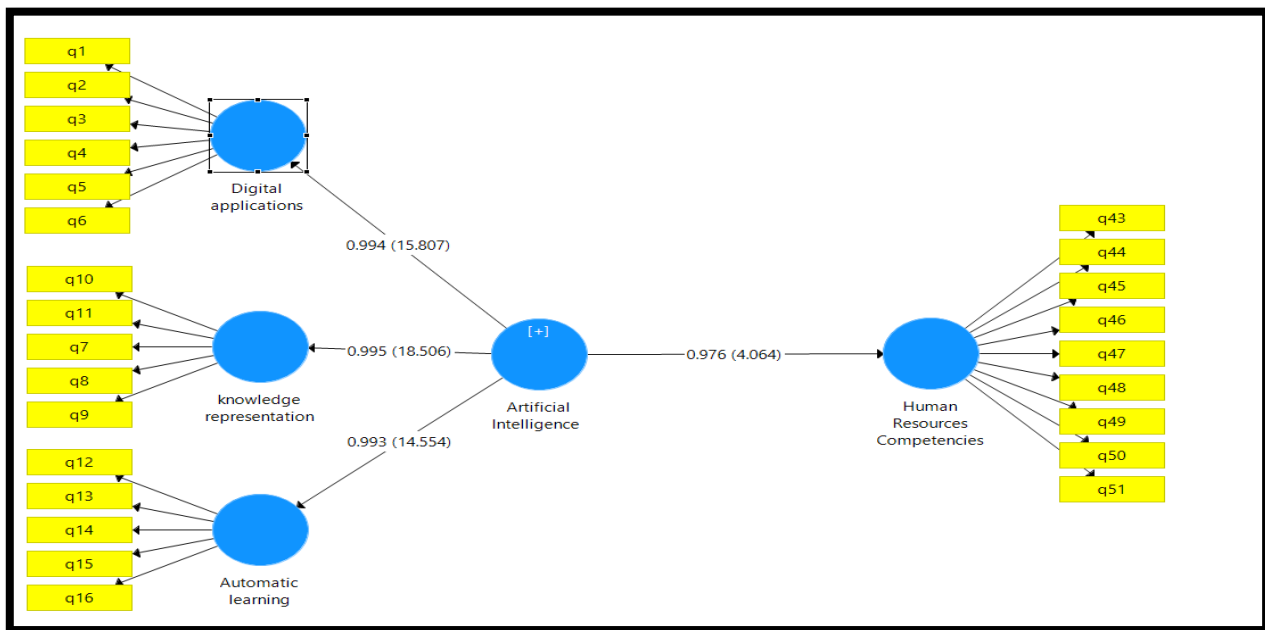 q1
q2
q3
q4
q5
q6
Digital
applications
0.994 (15.807)
q10
q11
q7
q8
q9
knowledge
representation
0.995 (18.506)
q12
q13
q14
q15
q16
Automatic
learning
0.993 (14.554)
[+]
Artificial
Intelligence
0.976 (4.064)
Human
Resources
Competencies
q43
q44
q45
q46
q47
q48
q49
q50
q51